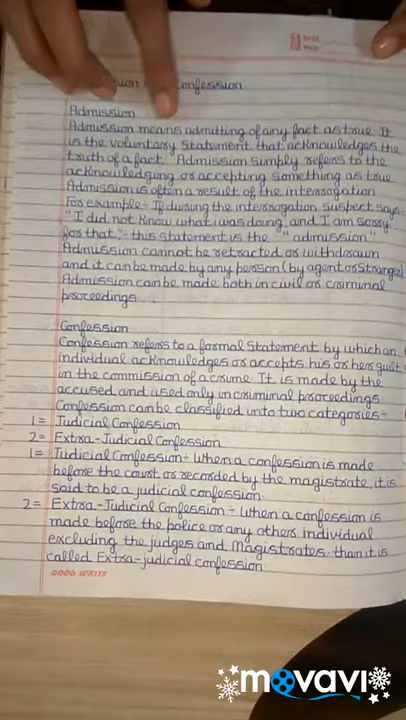 Confession
Admission
Admission means admitting of any fact as true. It
is the voluntary statement that acknowledges the
truth of a fact. Admission simply refers to the
acknowledging or accepting something as true
Admission is often a result of the interrogation
For example - If during the interrogation suspect says
"I did not know what i was doing and I am sorry
for that." this statement is the "admission"
Admission cannot be retracted or withdrawn
and it can be made by any person (by agent or stranger)
Admission can be made both in civil or criminal
proceedings
Confession
Confession refers to a formal statement by which an
individual acknowledges or accepts his or her guilt
in the commission of a crime. It is made by the
accused and used only in criminal proceedings
Confession can be classified into two categories -
1 = Judicial Confession
2 = Extra-Judicial Confession
1 = Judicial Confession - When a confession is made
before the court or recorded by the magistrate, it is
said to be a judicial confession.
2 = Extra-Judicial Confession - When a confession is
made before the police or any other individual
excluding the judges and Magistrates. than it is
called Extra-judicial confession.
GOOD WRITE
movavi